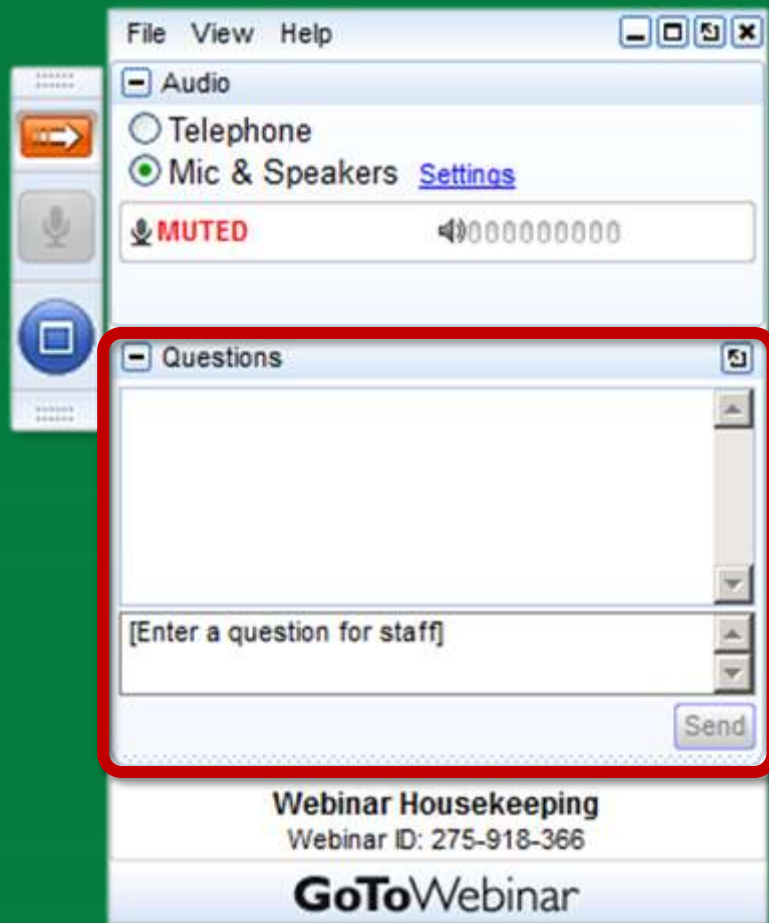 File View Help
Audio
Telephone
Mic & Speakers Settings
MUTED 000000000
Questions
[Enter a question for staff]
Send
Webinar Housekeeping
Webinar ID: 275-918-366
GoToWebinar